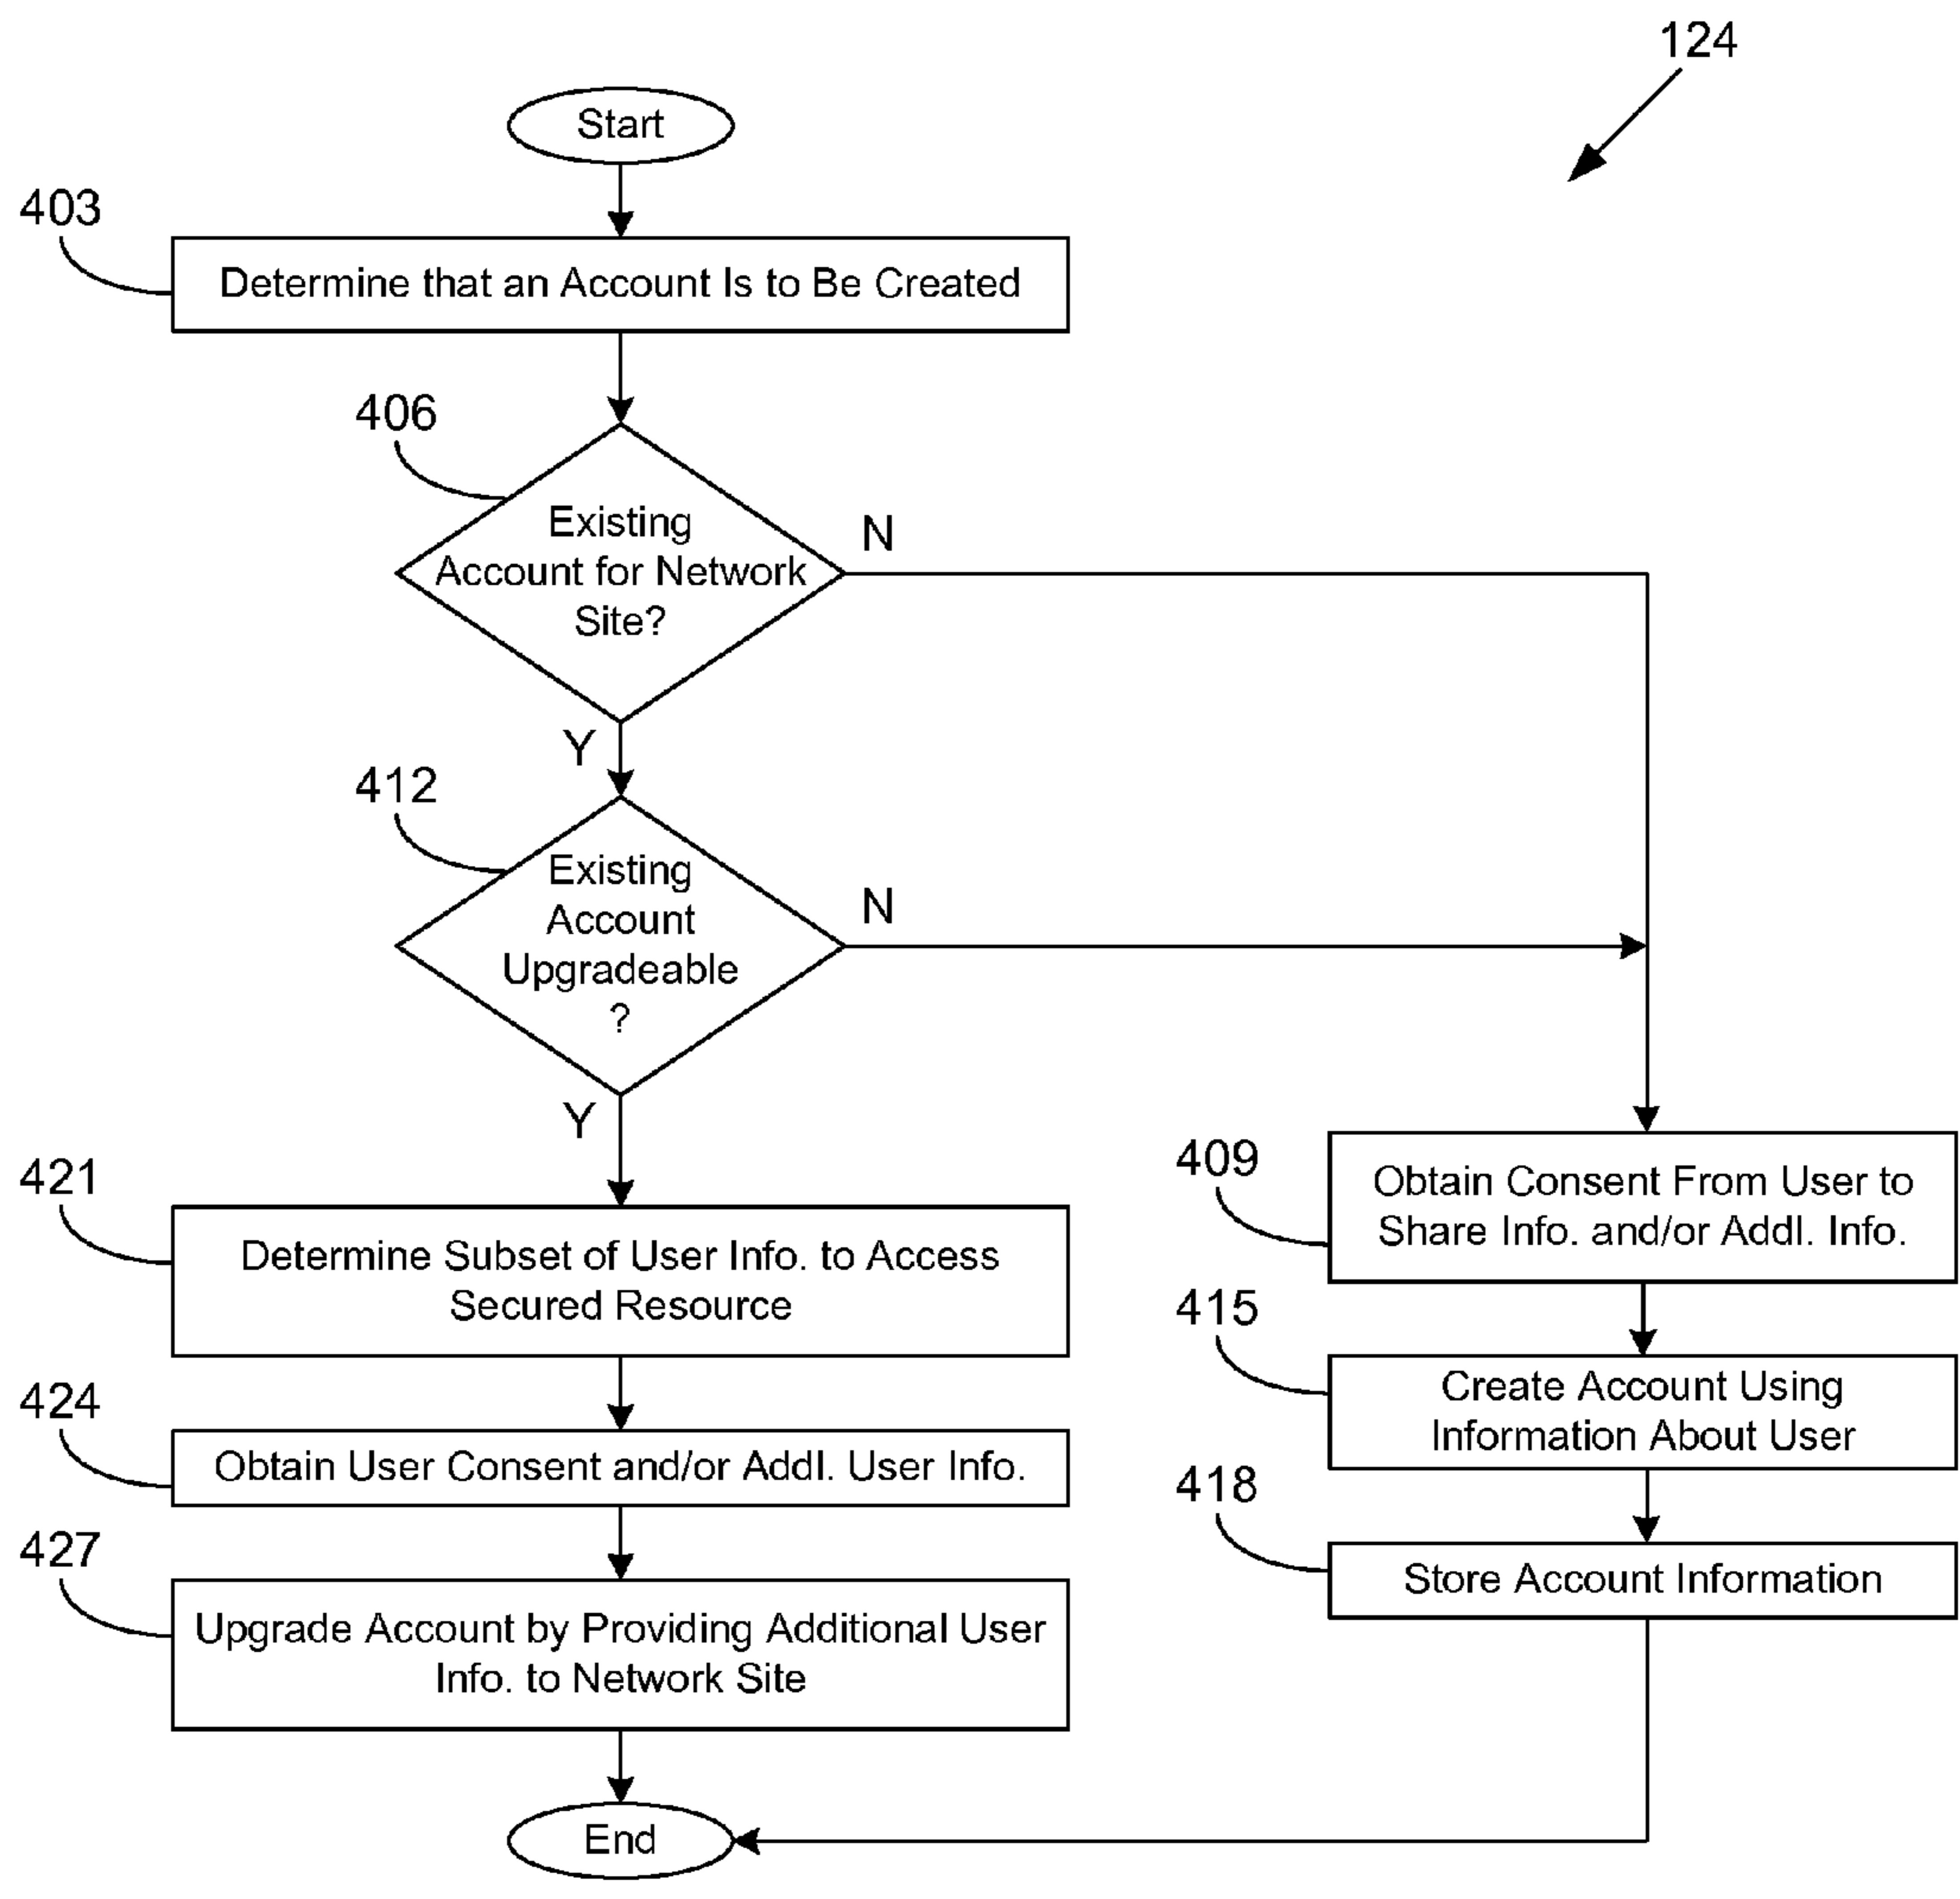 124
Start
403
Determine that an Account Is to Be Created
406
Existing
Account for Network
Site?
N
Y
412
Existing
Account
Upgradeable
?
N
Y
421
Determine Subset of User Info. to Access
Secured Resource
424
Obtain User Consent and/or Addl. User Info.
427
Upgrade Account by Providing Additional User
Info. to Network Site
409
Obtain Consent From User to
Share Info. and/or Addl. Info.
415
Create Account Using
Information About User
418
Store Account Information
End